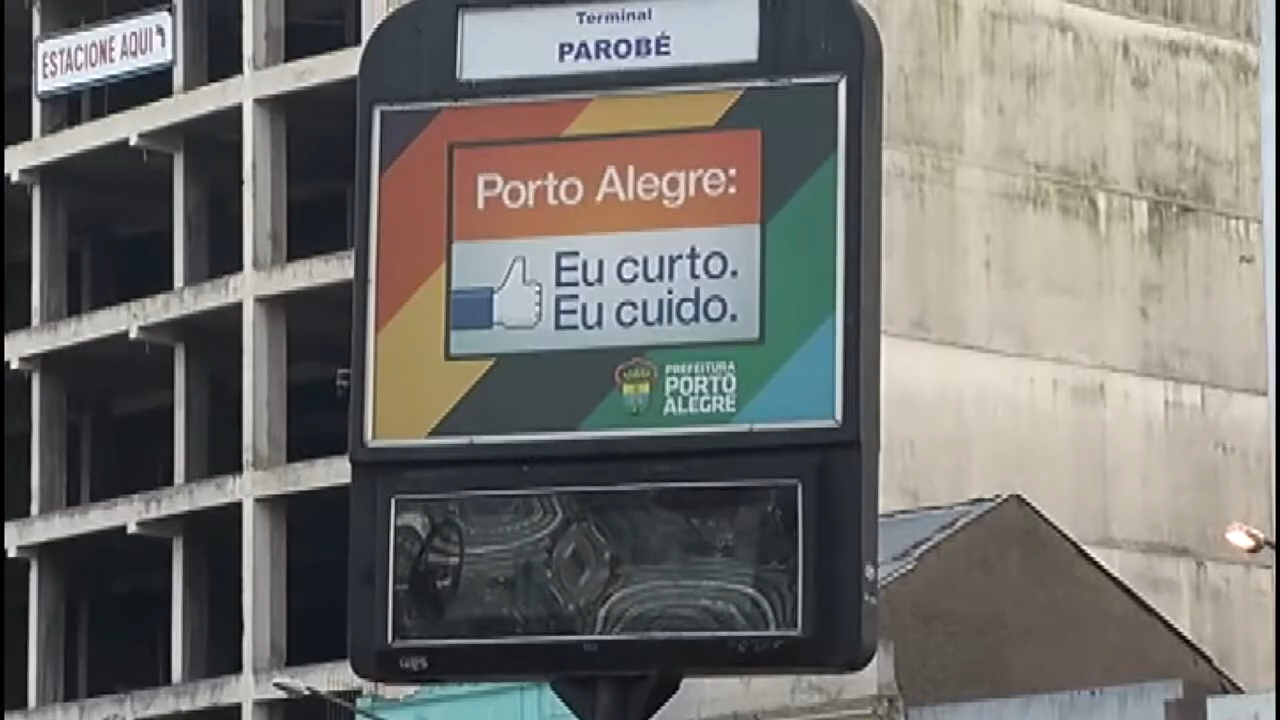 ESTACIONE AQUI
Terminal
PAROBÉ
Porto Alegre:
Eu curto.
Eu cuido.
PREFEITURA
PORTO
ALEGRE